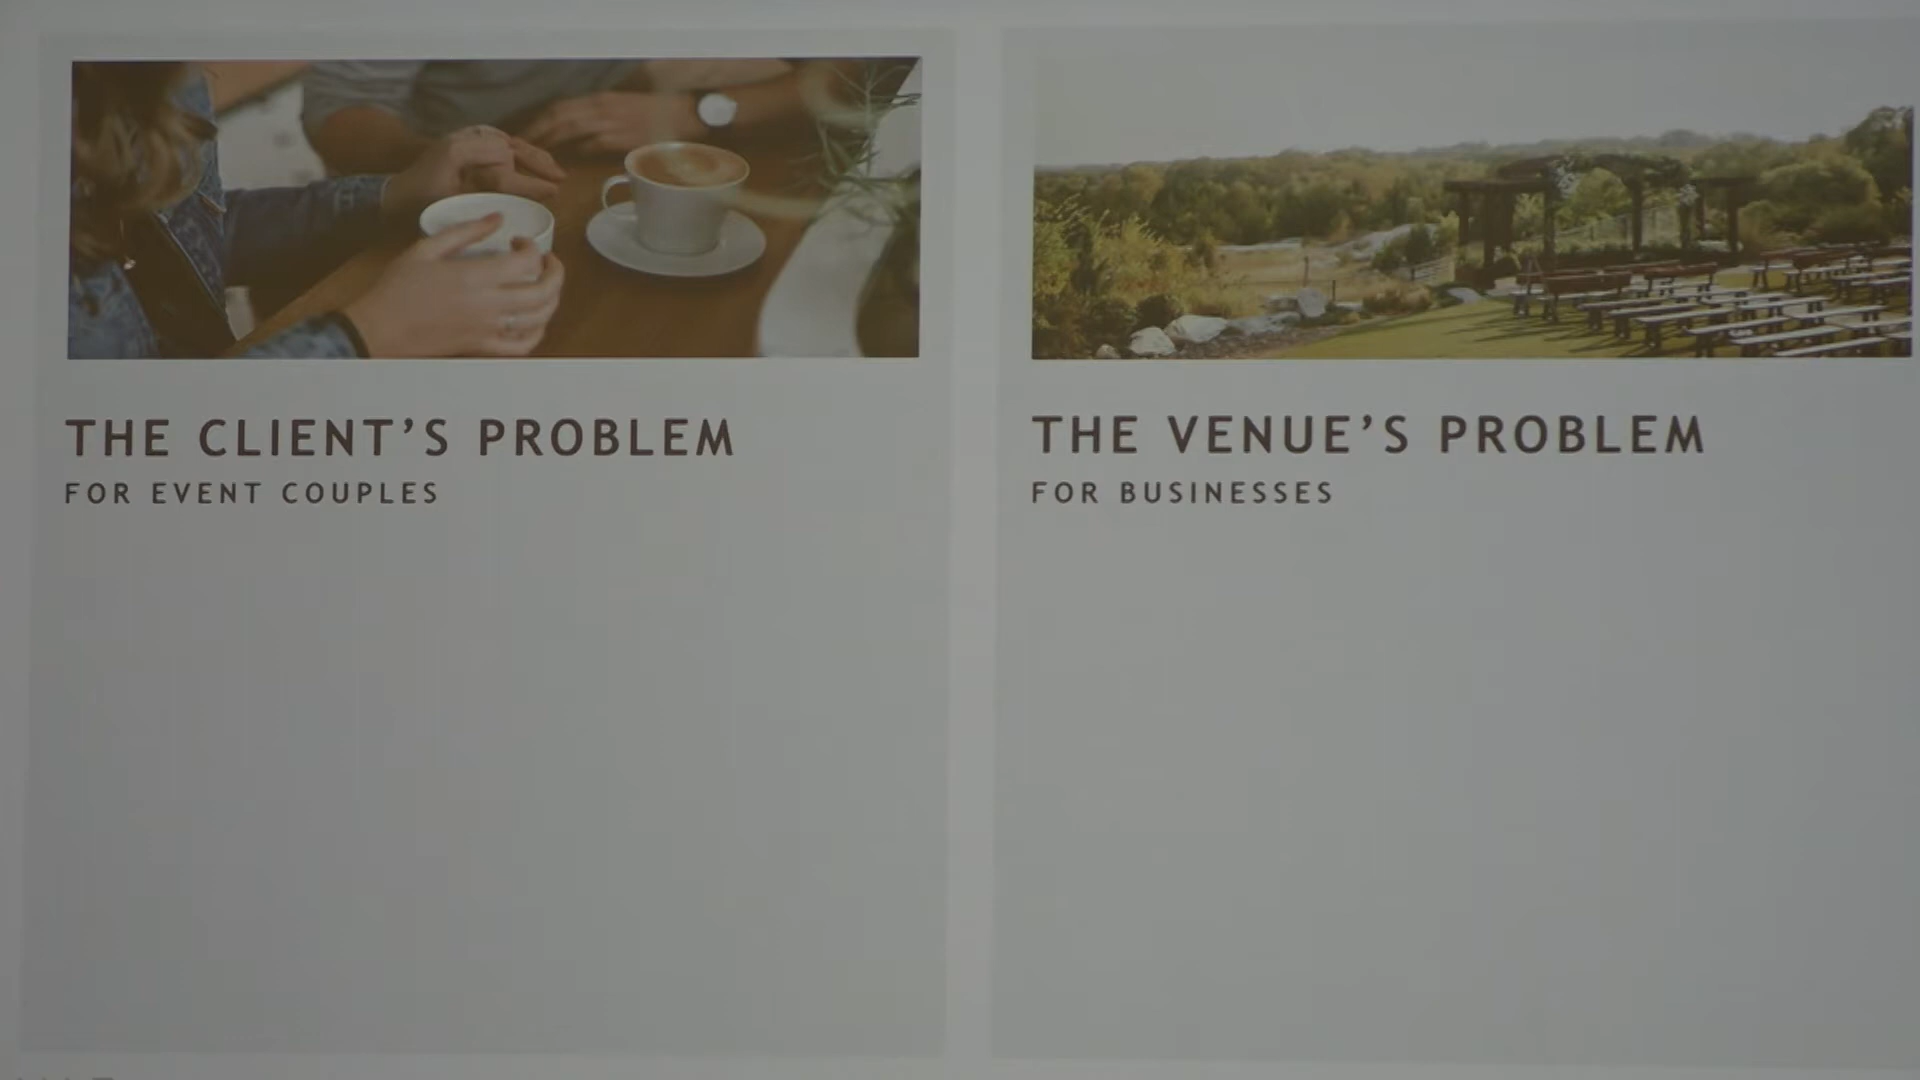 THE CLIENT’S PROBLEM
FOR EVENT COUPLES
THE VENUE’S PROBLEM
FOR BUSINESSES